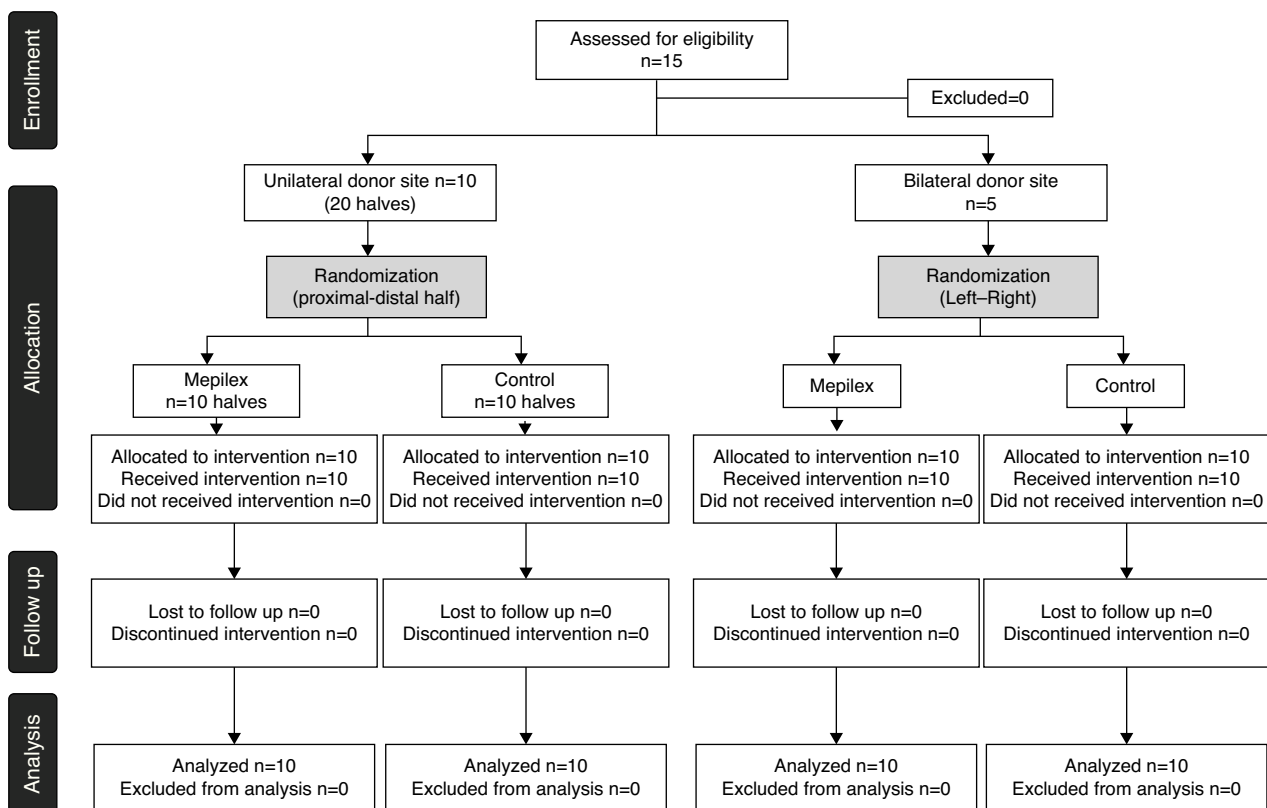 Enrollment
Assessed for eligibility
n=15
Excluded=0
Allocation
Unilateral donor site n=10
(20 halves)
Bilateral donor site
n=5
Randomization
(proximal-distal half)
Randomization
(Left–Right)
Mepilex
n=10 halves
Control
n=10 halves
Mepilex
Control
Allocated to intervention n=10
Received intervention n=10
Did not received intervention n=0
Allocated to intervention n=10
Received intervention n=10
Did not received intervention n=0
Allocated to intervention n=10
Received intervention n=10
Did not received intervention n=0
Allocated to intervention n=10
Received intervention n=10
Did not received intervention n=0
Follow up
Lost to follow up n=0
Discontinued intervention n=0
Lost to follow up n=0
Discontinued intervention n=0
Lost to follow up n=0
Discontinued intervention n=0
Lost to follow up n=0
Discontinued intervention n=0
Analysis
Analyzed n=10
Excluded from analysis n=0
Analyzed n=10
Excluded from analysis n=0
Analyzed n=10
Excluded from analysis n=0
Analyzed n=10
Excluded from analysis n=0